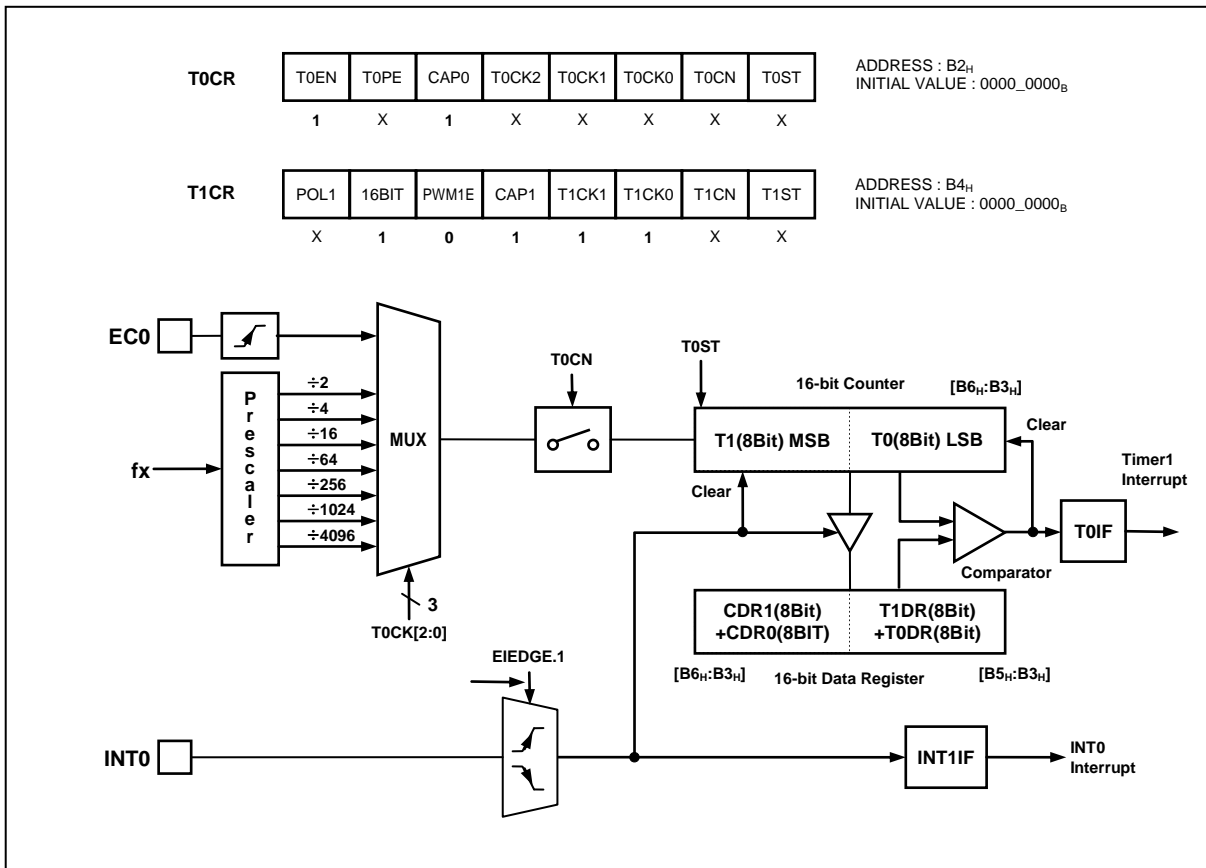 T0CR T0EN T0PE CAP0 T0CK2 T0CK1 T0CK0 T0CN T0ST
ADDRESS : B2H
INITIAL VALUE : 0000_0000B
1 X 1 X X X X X
T1CR POL1 16BIT PWM1E CAP1 T1CK1 T1CK0 T1CN T1ST
ADDRESS : B4H
INITIAL VALUE : 0000_0000B
X 1 0 1 1 1 X X
EC0
Prescaler
fx
÷2
÷4
÷16
÷64
÷256
÷1024
÷4096
MUX
3
T0CK[2:0]
T0CN
T0ST
16-bit Counter
[B6H:B3H]
T1(8Bit) MSB
T0(8Bit) LSB
Clear
Clear
Comparator
T0IF
Timer1
Interrupt
CDR1(8Bit)
+CDR0(8BIT)
T1DR(8Bit)
+T0DR(8Bit)
[B6H:B3H]
16-bit Data Register
[B5H:B3H]
EIEDGE.1
INT0
INT1IF
INT0
Interrupt